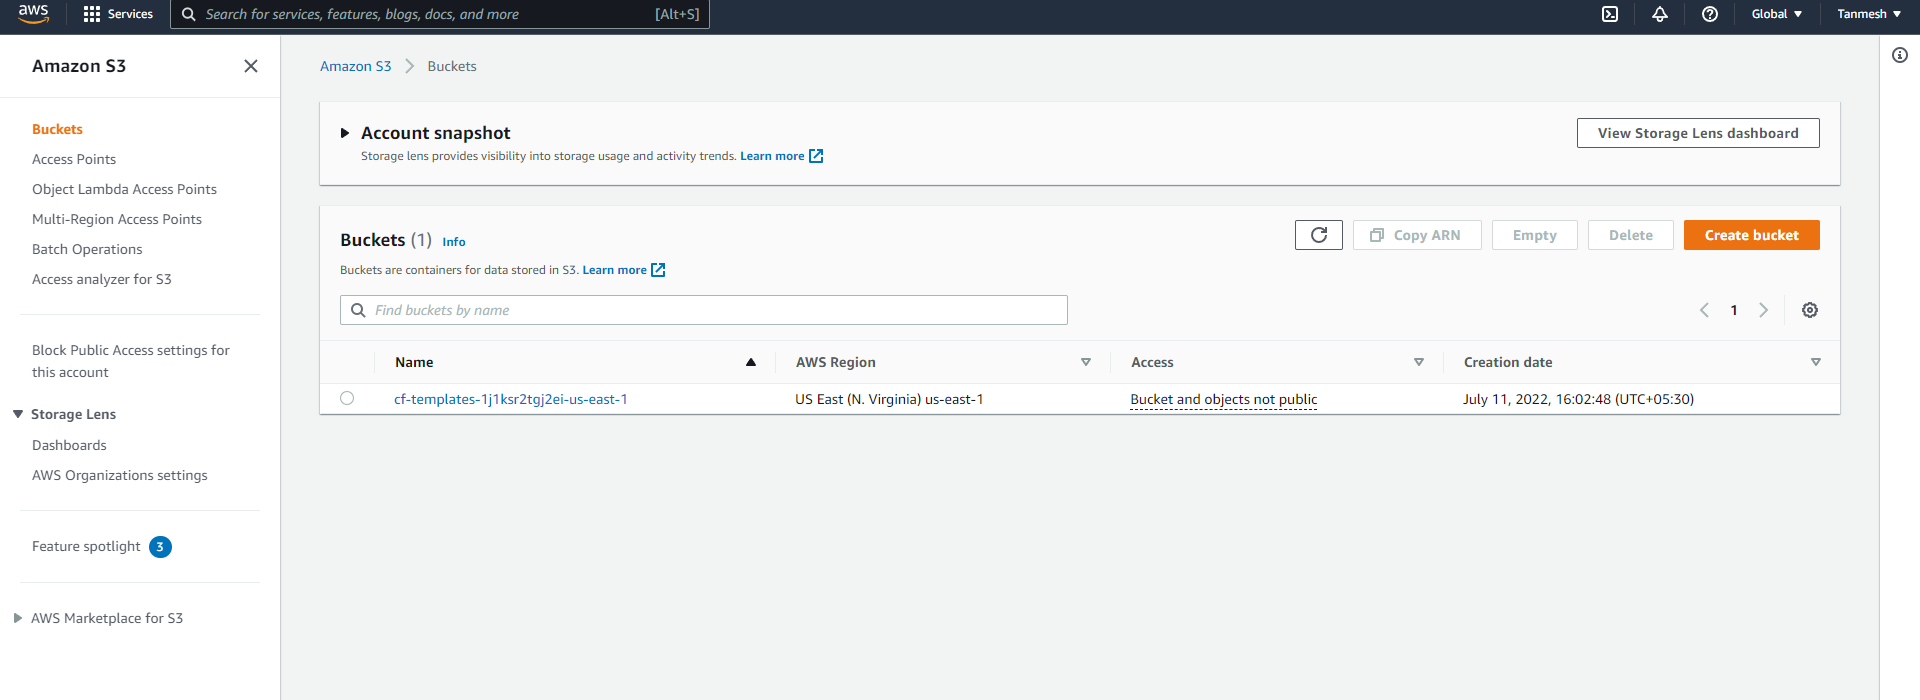 aws
Services
Search for services, features, blogs, docs, and more [Alt+S]
Global
Tanmesh
Amazon S3
Buckets
Access Points
Object Lambda Access Points
Multi-Region Access Points
Batch Operations
Access analyzer for S3
Block Public Access settings for
this account
Storage Lens
Dashboards
AWS Organizations settings
Feature spotlight 3
AWS Marketplace for S3
Amazon S3 Buckets
Account snapshot
Storage lens provides visibility into storage usage and activity trends. Learn more
View Storage Lens dashboard
Buckets (1) Info
Buckets are containers for data stored in S3. Learn more
Copy ARN Empty Delete Create bucket
Find buckets by name
1
Name AWS Region Access Creation date
cf-templates-1j1ksr2tgj2ei-us-east-1 US East (N. Virginia) us-east-1 Bucket and objects not public July 11, 2022, 16:02:48 (UTC+05:30)